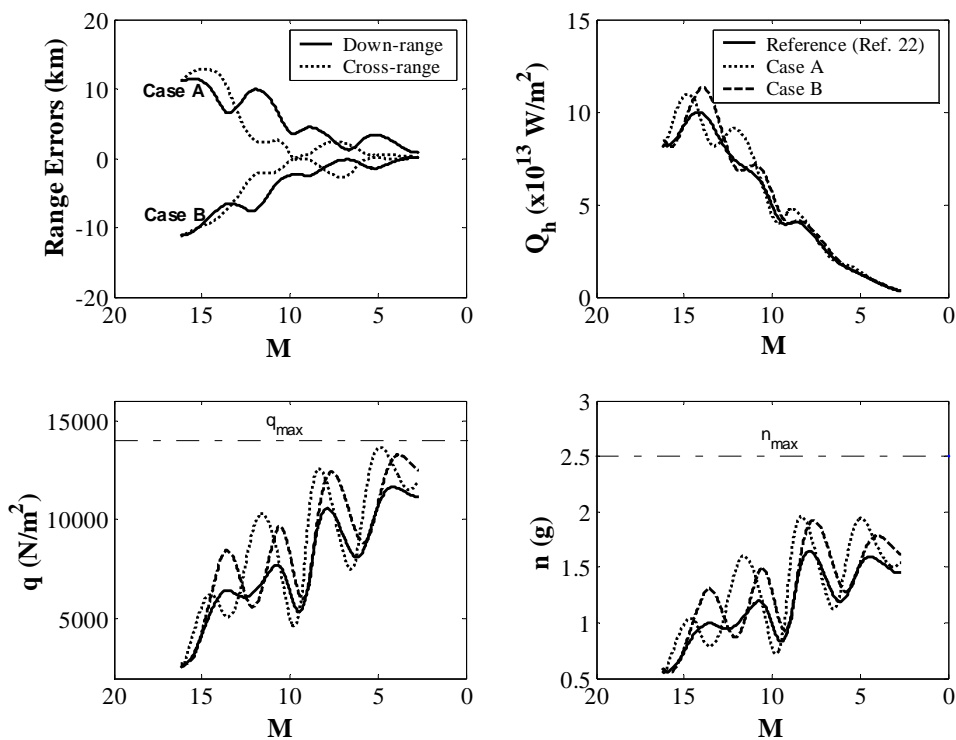 20
10
0
-10
-20
Range Errors (km)
Down-range
Cross-range
Case A
Case B
20 15 10 5 0
M
15
10
5
0
Q_h (x10^13 W/m^2)
Reference (Ref. 22)
Case A
Case B
20 15 10 5 0
M
15000
10000
5000
q (N/m^2)
q_max
20 15 10 5 0
M
3
2.5
2
1.5
1
0.5
n (g)
n_max
20 15 10 5 0
M